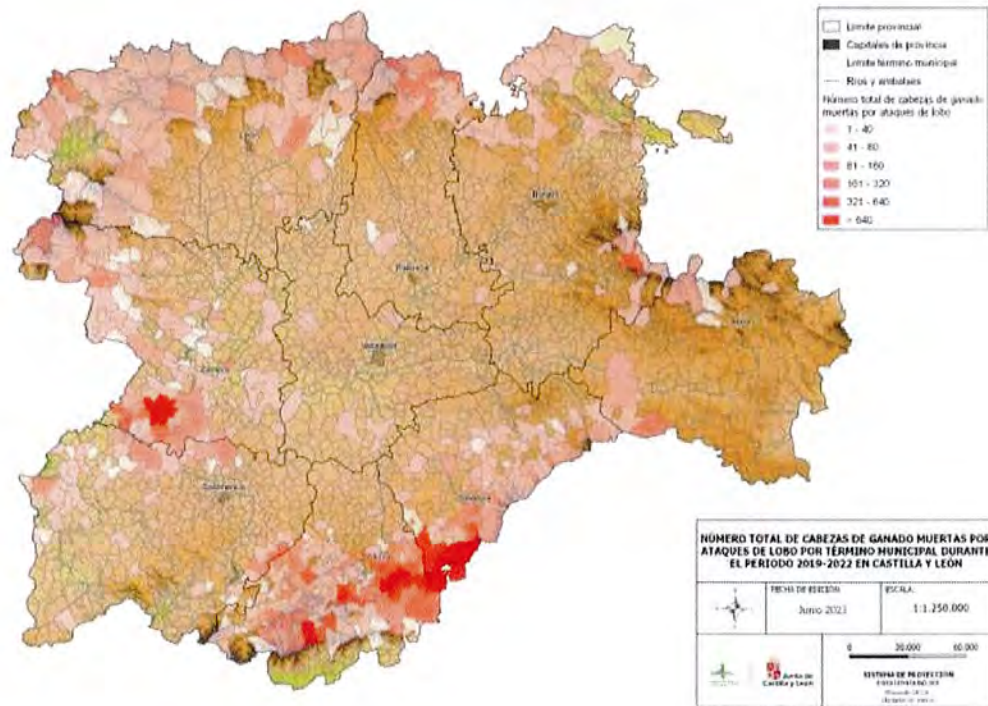 Límite provincial
Capitales de provincia
Límite término municipal
Ríos y embalses
Número total de cabezas de ganado
muertas por ataques de lobo
1 - 40
41 - 80
81 - 160
161 - 320
321 - 640
> 640
León
Burgos
Palencia
Soria
Valladolid
Zamora
Segovia
Salamanca
NÚMERO TOTAL DE CABEZAS DE GANADO MUERTAS POR
ATAQUES DE LOBO POR TÉRMINO MUNICIPAL DURANTE
EL PERIODO 2019-2022 EN CASTILLA Y LEÓN
FECHA DE EDICIÓN:
Junio 2023
ESCALA:
1:1.250.000
0 30.000 60.000
Junta de
Castilla y León
SISTEMA DE PROYECCIÓN